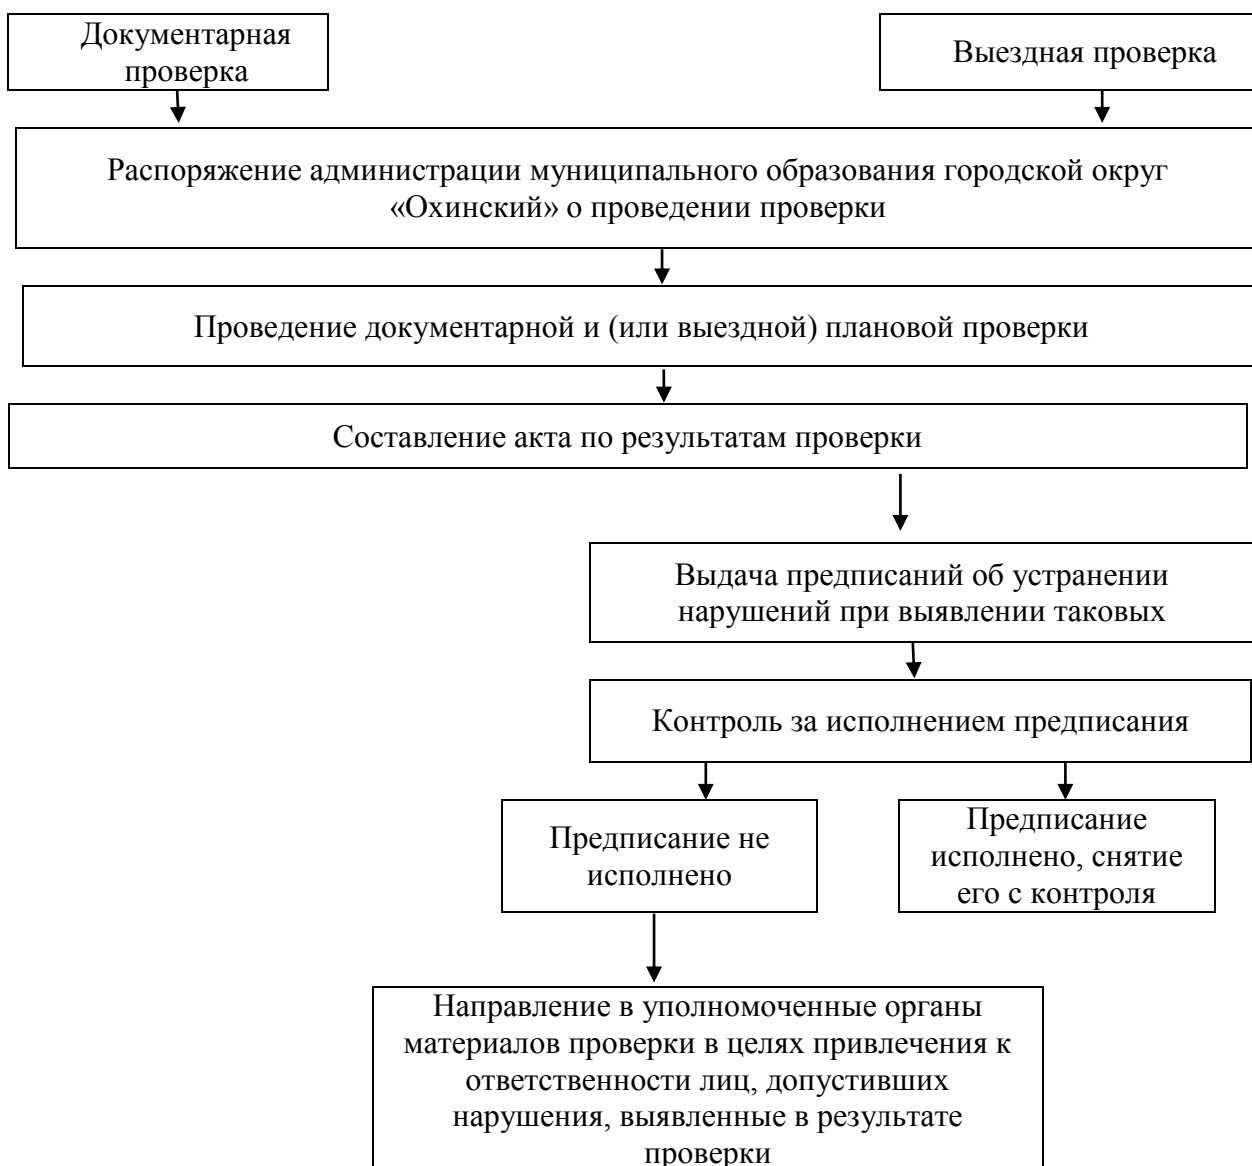 Документарная
проверка
Выездная проверка
Распоряжение администрации муниципального образования городской округ
«Охинский» о проведении проверки
Проведение документарной и (или выездной) плановой проверки
Составление акта по результатам проверки
Выдача предписаний об устранении
нарушений при выявлении таковых
Контроль за исполнением предписания
Предписание не
исполнено
Предписание
исполнено, снятие
его с контроля
Направление в уполномоченные органы
материалов проверки в целях привлечения к
ответственности лиц, допустивших
нарушения, выявленные в результате
проверки